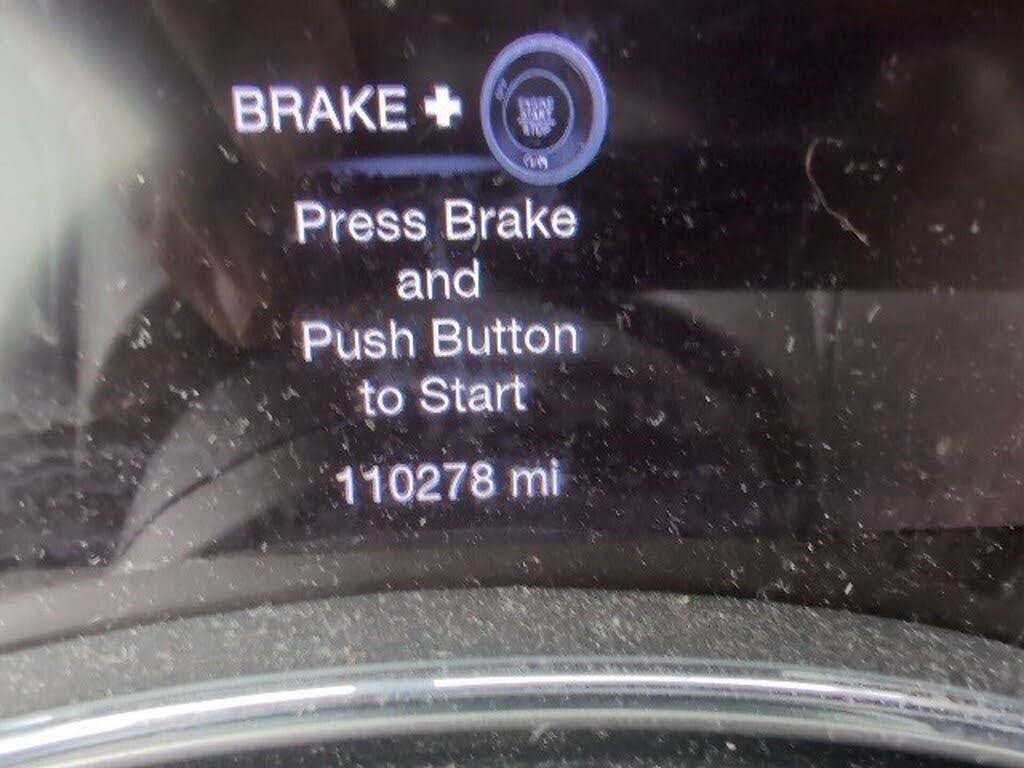 BRAKE +
Press Brake
and
Push Button
to Start
110278 mi